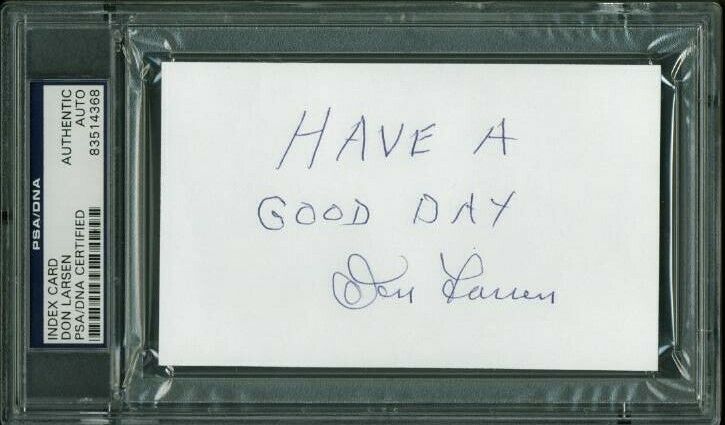 HAVE A
GOOD DAY
Don Larsen
PSA/DNA
INDEX CARD
DON LARSEN
PSA/DNA CERTIFIED
AUTHENTIC
AUTO
83514368